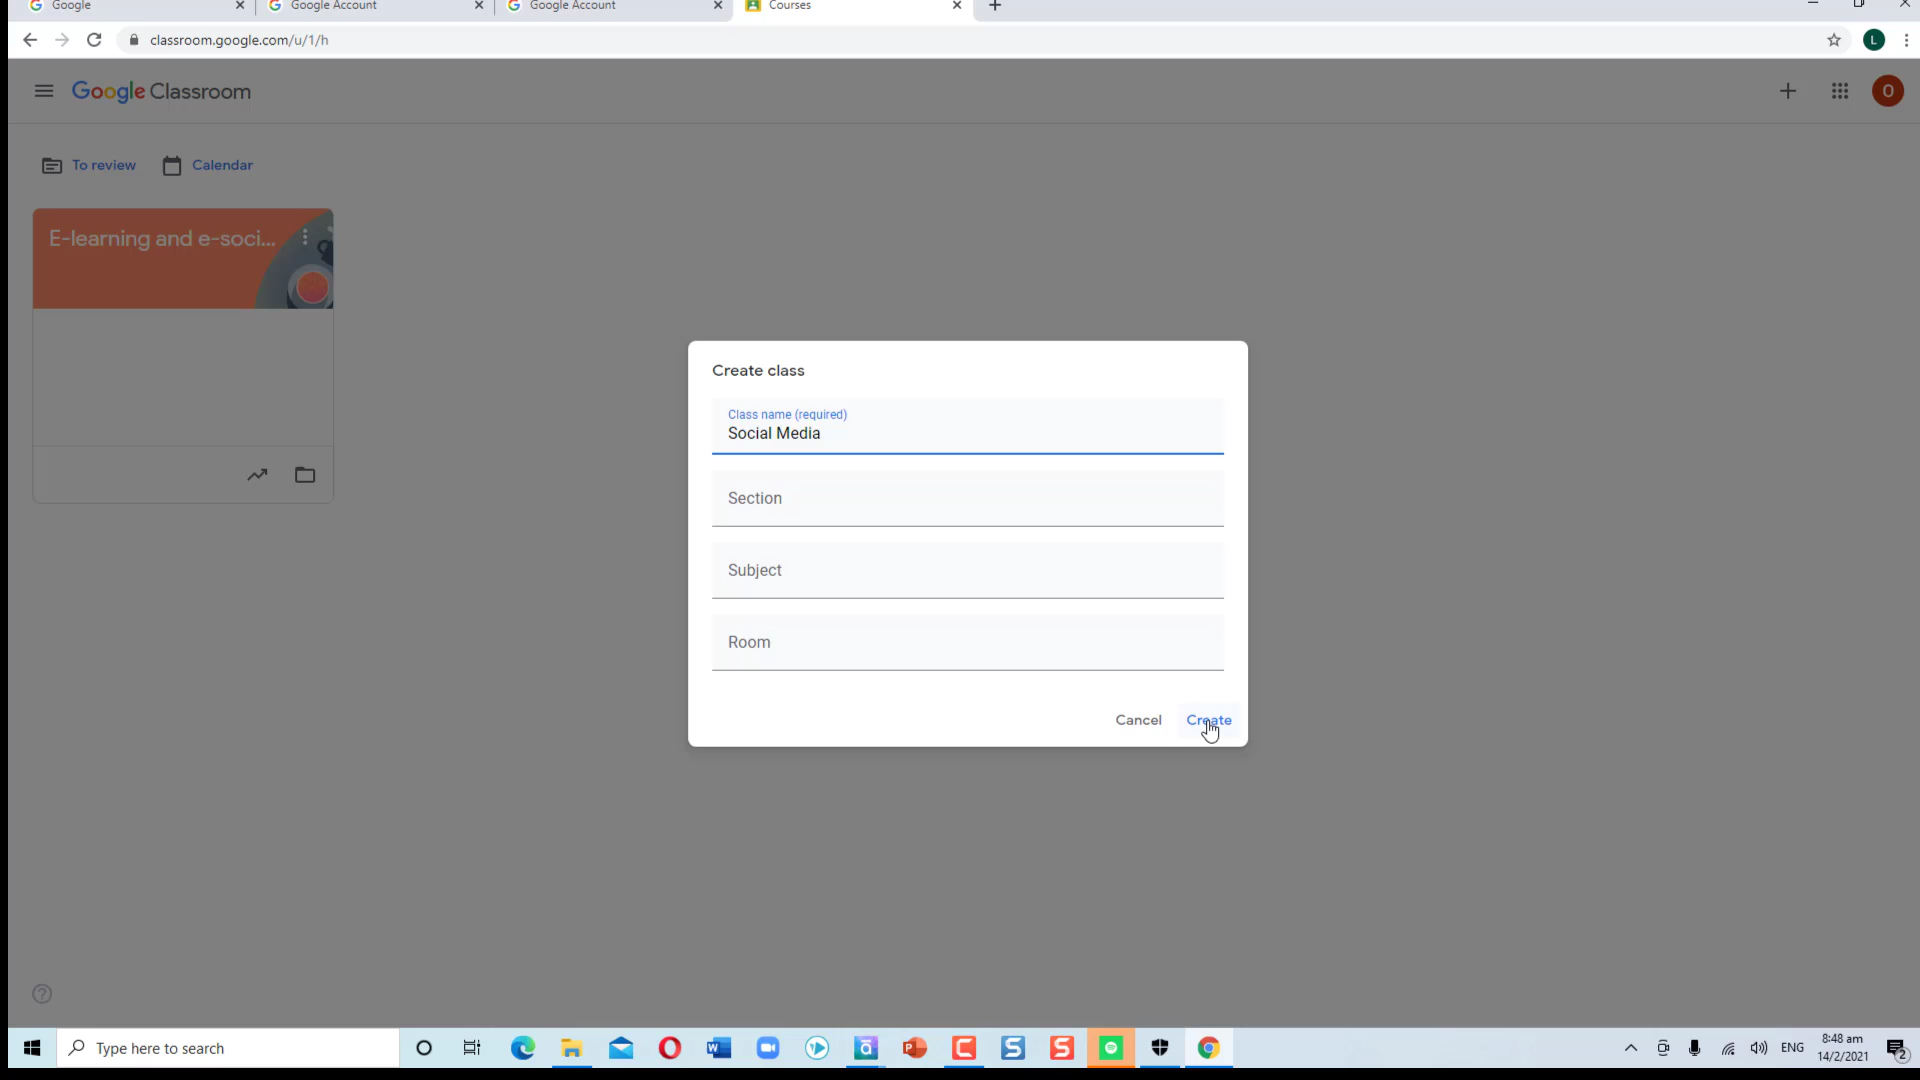 Google
Google Account
Google Account
Courses
classroom.google.com/u/1/h
L
Google Classroom
O
To review
Calendar
E-learning and e-soci...
Create class
Class name (required)
Social Media
Section
Subject
Room
Cancel
Create
Type here to search
ENG
8:48 am
14/2/2021
2